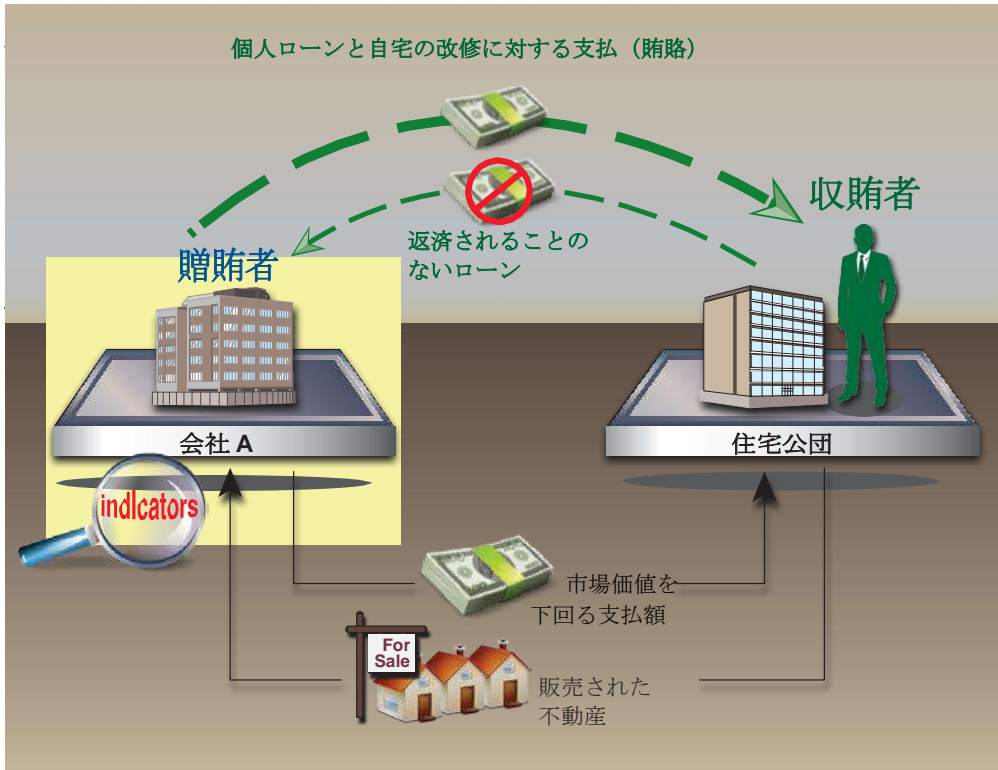 個人ローンと自宅の改修に対する支払（賄賂）
収賄者
返済されることの
ないローン
贈賄者
会社 A
住宅公団
indIcators
市場価値を
下回る支払額
For
Sale
販売された
不動産